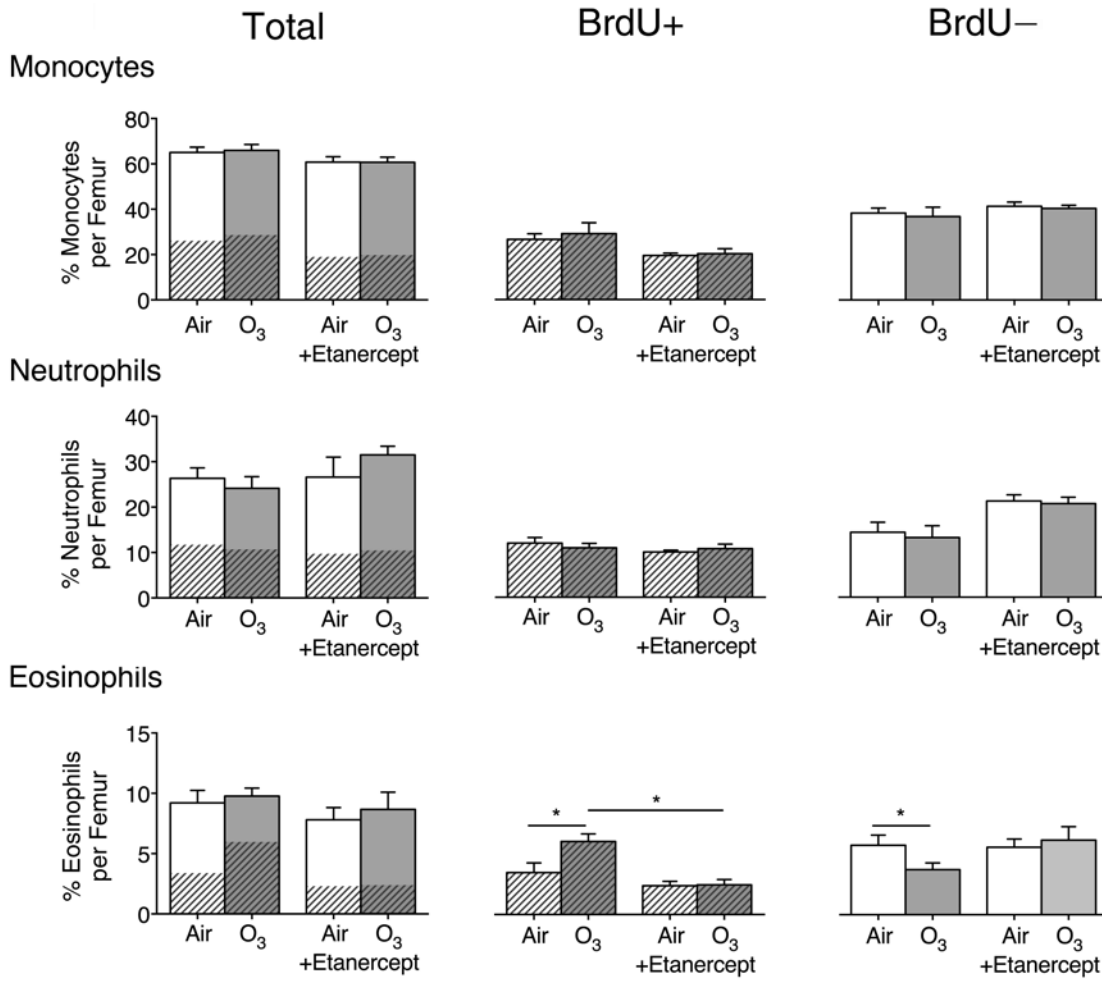 Total BrdU+ BrdU−
Monocytes
% Monocytes
per Femur
80
60
40
20
0
Air O3 Air O3 Air O3 Air O3 Air O3 Air O3
+Etanercept +Etanercept +Etanercept
Neutrophils
% Neutrophils
per Femur
40
30
20
10
0
Air O3 Air O3 Air O3 Air O3 Air O3 Air O3
+Etanercept +Etanercept +Etanercept
Eosinophils
% Eosinophils
per Femur
15
10
5
0
* * *
Air O3 Air O3 Air O3 Air O3 Air O3 Air O3
+Etanercept +Etanercept +Etanercept